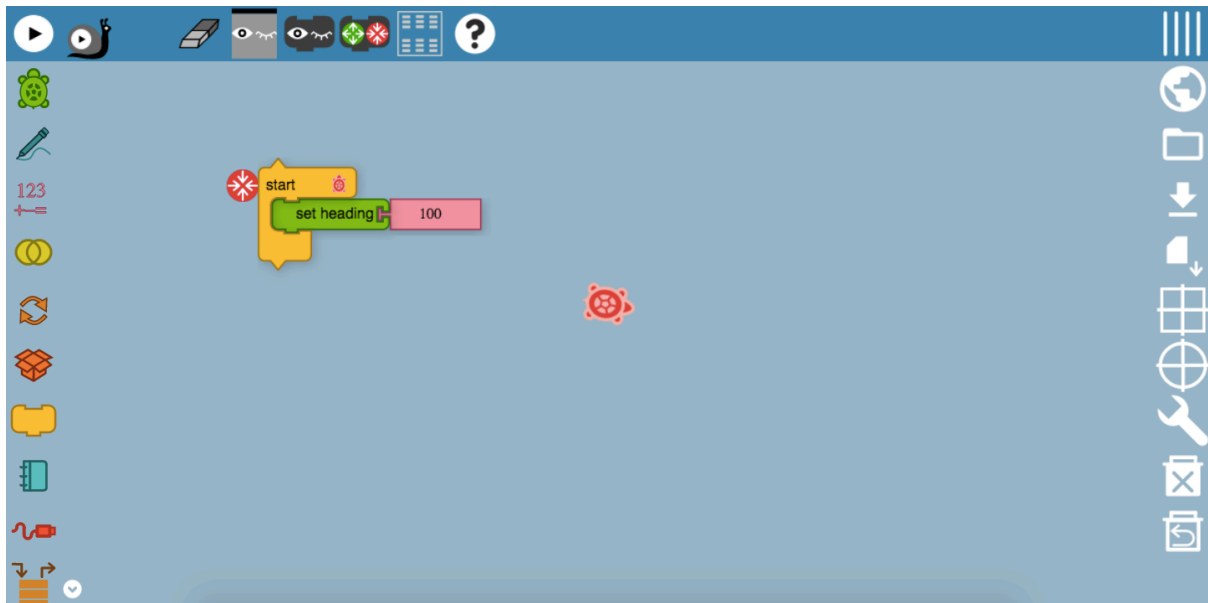 ?
123
+−=
start
set heading
100